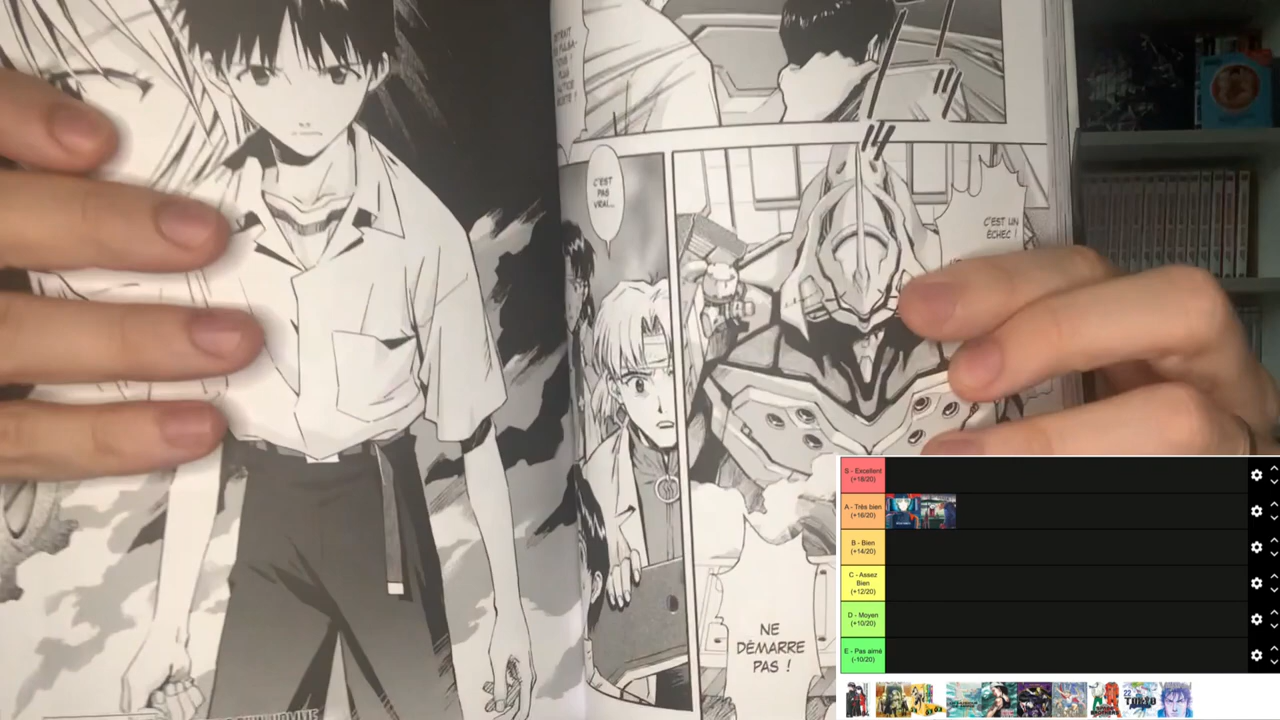 C'EST
PAS
VRAI...
C'EST UN
ÉCHEC !
NE
DÉMARRE
PAS !
S - Excellent
(+18/20)
A - Très bien
(+16/20)
B - Bien
(+14/20)
C - Assez
Bien
(+12/20)
D - Moyen
(+10/20)
E - Pas aimé
(-10/20)